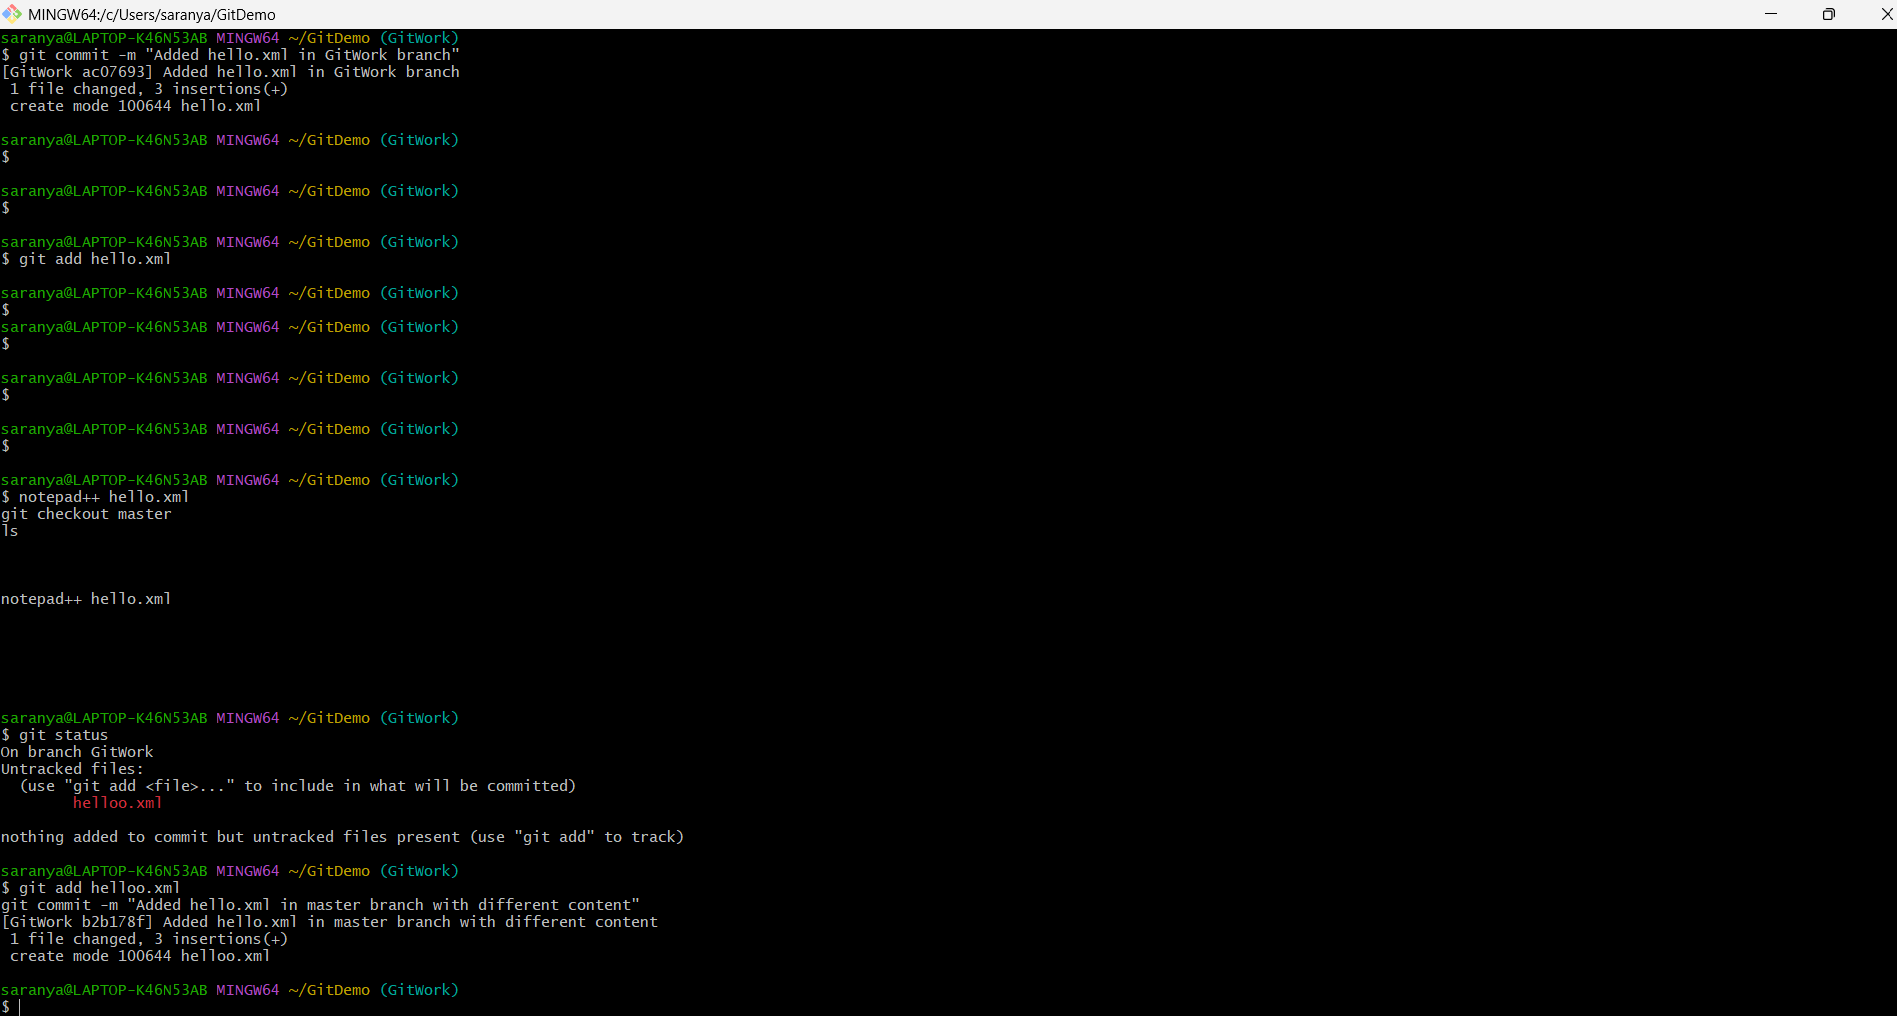 MINGW64:/c/Users/saranya/GitDemo
saranya@LAPTOP-K46N53AB MINGW64 ~/GitDemo (GitWork)
$ git commit -m "Added hello.xml in GitWork branch"
[GitWork ac07693] Added hello.xml in GitWork branch
 1 file changed, 3 insertions(+)
 create mode 100644 hello.xml
saranya@LAPTOP-K46N53AB MINGW64 ~/GitDemo (GitWork)
$
saranya@LAPTOP-K46N53AB MINGW64 ~/GitDemo (GitWork)
$
saranya@LAPTOP-K46N53AB MINGW64 ~/GitDemo (GitWork)
$ git add hello.xml
saranya@LAPTOP-K46N53AB MINGW64 ~/GitDemo (GitWork)
$
saranya@LAPTOP-K46N53AB MINGW64 ~/GitDemo (GitWork)
$
saranya@LAPTOP-K46N53AB MINGW64 ~/GitDemo (GitWork)
$
saranya@LAPTOP-K46N53AB MINGW64 ~/GitDemo (GitWork)
$
saranya@LAPTOP-K46N53AB MINGW64 ~/GitDemo (GitWork)
$ notepad++ hello.xml
git checkout master
ls
notepad++ hello.xml
saranya@LAPTOP-K46N53AB MINGW64 ~/GitDemo (GitWork)
$ git status
On branch GitWork
Untracked files:
  (use "git add <file>..." to include in what will be committed)
        helloo.xml
nothing added to commit but untracked files present (use "git add" to track)
saranya@LAPTOP-K46N53AB MINGW64 ~/GitDemo (GitWork)
$ git add helloo.xml
git commit -m "Added hello.xml in master branch with different content"
[GitWork b2b178f] Added hello.xml in master branch with different content
 1 file changed, 3 insertions(+)
 create mode 100644 helloo.xml
saranya@LAPTOP-K46N53AB MINGW64 ~/GitDemo (GitWork)
$